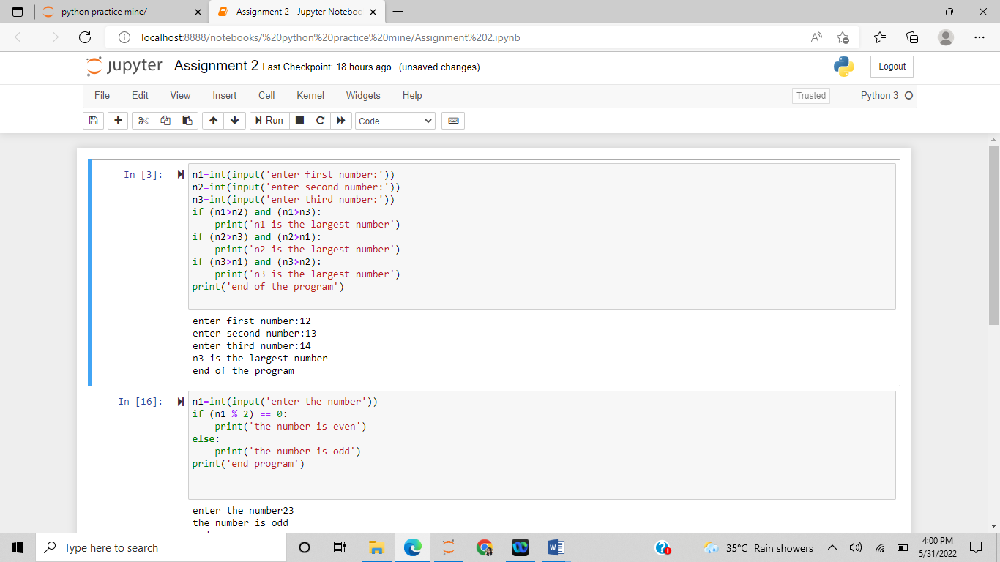 python practice mine/
Assignment 2 - Jupyter Noteboo
localhost:8888/notebooks/%20python%20practice%20mine/Assignment%202.ipynb
jupyter Assignment 2 Last Checkpoint: 18 hours ago (unsaved changes)
Logout
File Edit View Insert Cell Kernel Widgets Help
Trusted
Python 3
Run
Code
In [3]:
n1=int(input('enter first number:'))
n2=int(input('enter second number:'))
n3=int(input('enter third number:'))
if (n1>n2) and (n1>n3):
    print('n1 is the largest number')
if (n2>n3) and (n2>n1):
    print('n2 is the largest number')
if (n3>n1) and (n3>n2):
    print('n3 is the largest number')
print('end of the program')
enter first number:12
enter second number:13
enter third number:14
n3 is the largest number
end of the program
In [16]:
n1=int(input('enter the number'))
if (n1 % 2) == 0:
    print('the number is even')
else:
    print('the number is odd')
print('end program')
enter the number23
the number is odd
Type here to search
35°C Rain showers
4:00 PM
5/31/2022